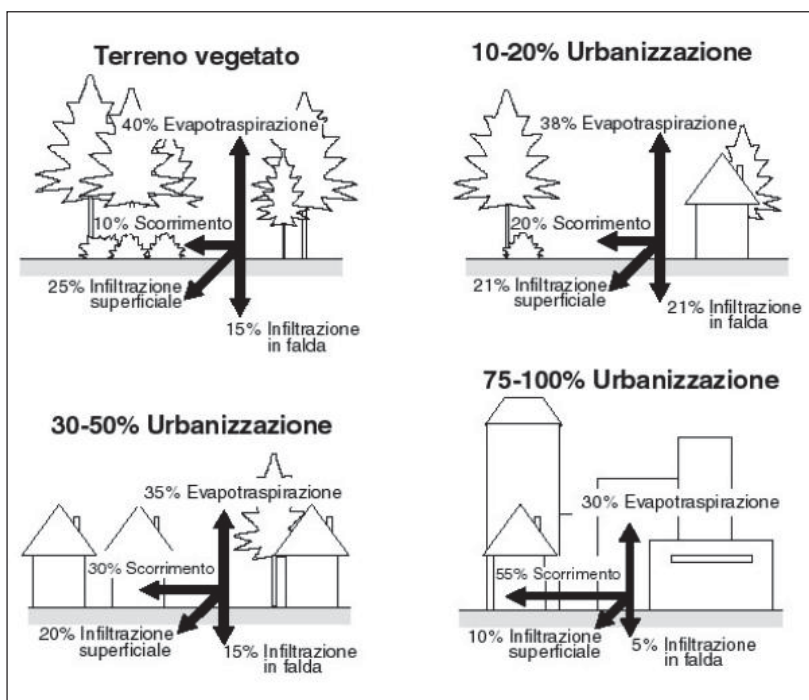 Terreno vegetato
40% Evapotraspirazione
10% Scorrimento
25% Infiltrazione
superficiale
15% Infiltrazione
in falda
10-20% Urbanizzazione
38% Evapotraspirazione
20% Scorrimento
21% Infiltrazione
superficiale
21% Infiltrazione
in falda
30-50% Urbanizzazione
35% Evapotraspirazione
30% Scorrimento
20% Infiltrazione
superficiale
15% Infiltrazione
in falda
75-100% Urbanizzazione
30% Evapotraspirazione
55% Scorrimento
10% Infiltrazione
superficiale
5% Infiltrazione
in falda